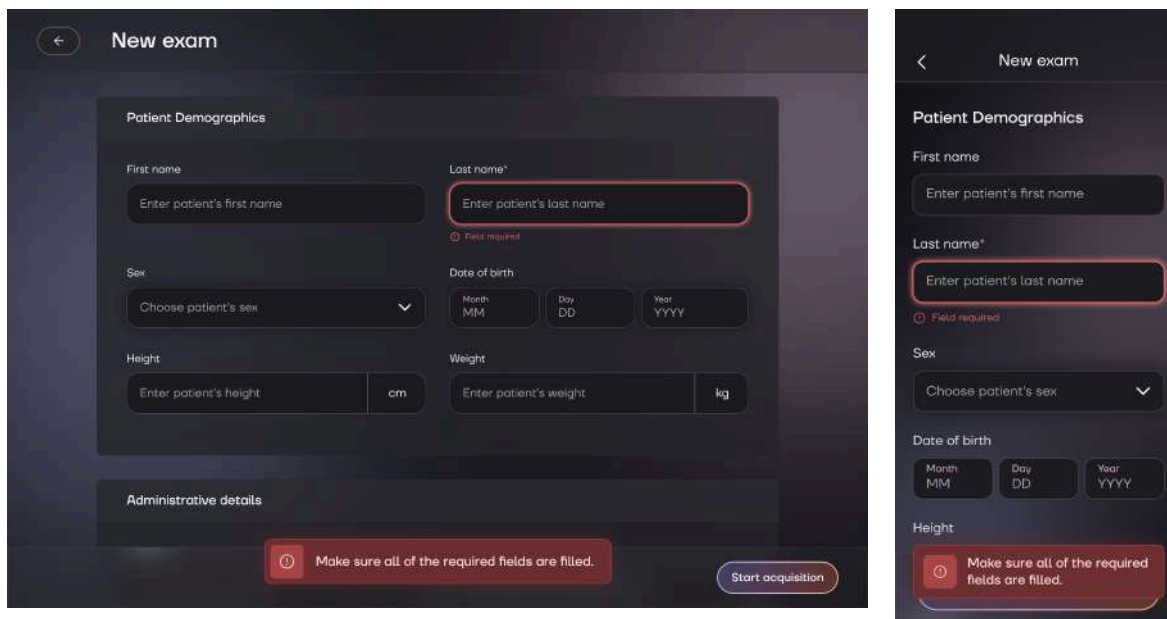 New exam
Patient Demographics
First name
Last name*
Enter patient's first name
Enter patient's last name
Field required
Sex
Date of birth
Choose patient's sex
Month
Day
Year
MM
DD
YYYY
Height
Weight
Enter patient's height
cm
Enter patient's weight
kg
Administrative details
Make sure all of the required fields are filled.
Start acquisition
New exam
Patient Demographics
First name
Enter patient's first name
Last name*
Enter patient's last name
Field required
Sex
Choose patient's sex
Date of birth
Month
Day
Year
MM
DD
YYYY
Height
Make sure all of the required
fields are filled.